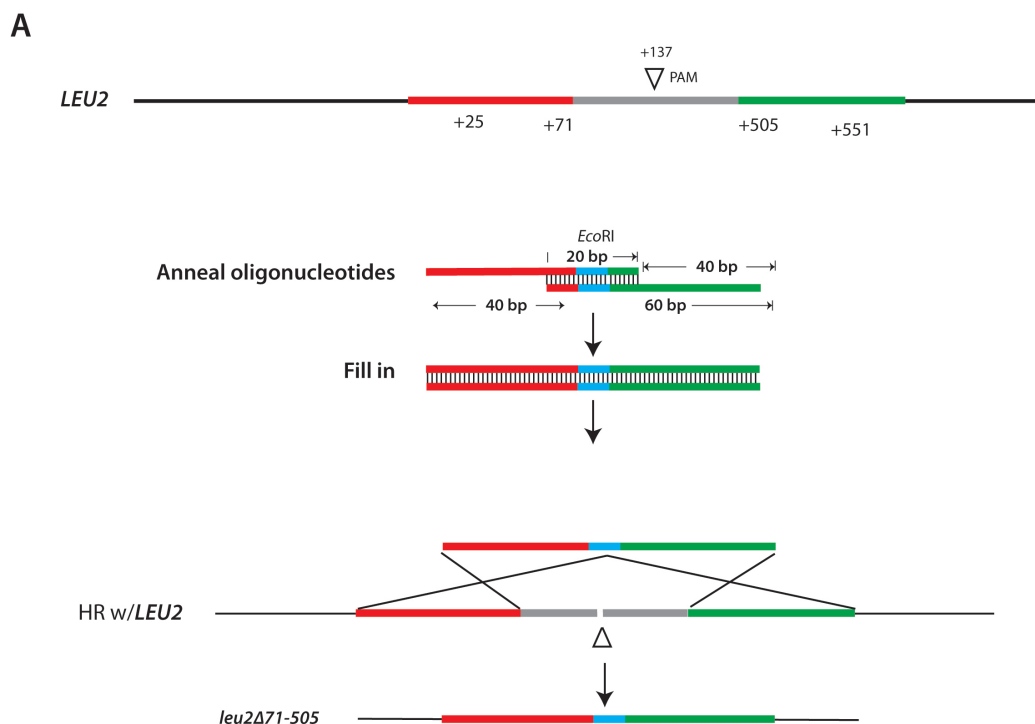 A
+137
PAM
LEU2
+25
+71
+505
+551
EcoRI
20 bp
40 bp
Anneal oligonucleotides
40 bp
60 bp
Fill in
HR w/LEU2
leu2Δ71-505